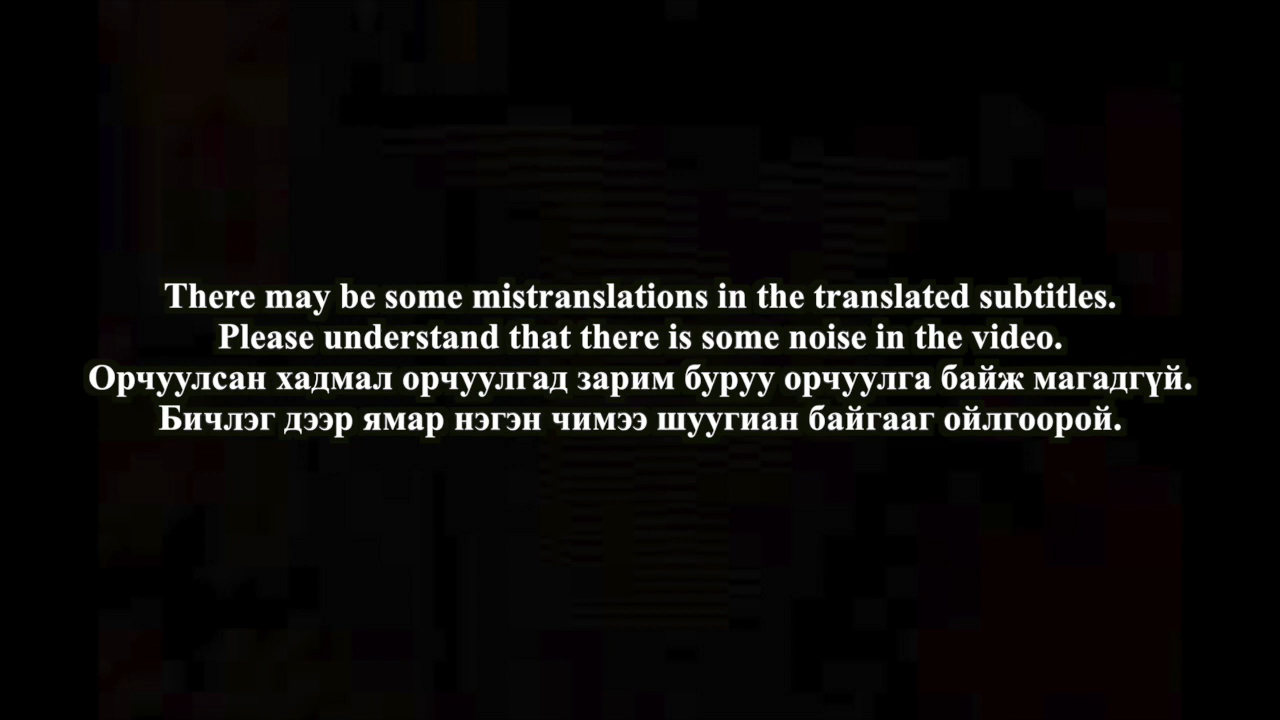 There may be some mistranslations in the translated subtitles.
Please understand that there is some noise in the video.
Орчуулсан хадмал орчуулгад зарим буруу орчуулга байж магадгүй.
Бичлэг дээр ямар нэгэн чимээ шуугиан байгааг ойлгоорой.